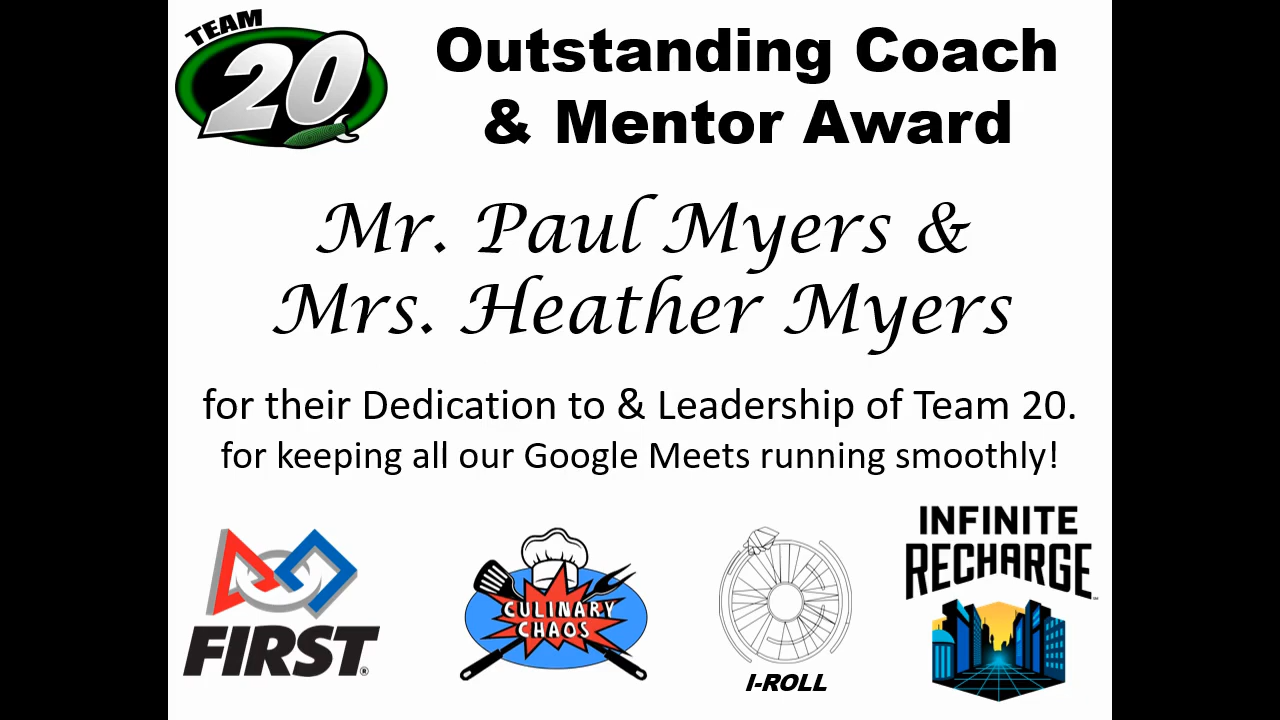 TEAM
20
Outstanding Coach
& Mentor Award
Mr. Paul Myers &
Mrs. Heather Myers
for their Dedication to & Leadership of Team 20.
for keeping all our Google Meets running smoothly!
FIRST®
CULINARY
CHAOS
I-ROLL
INFINITE
RECHARGE℠